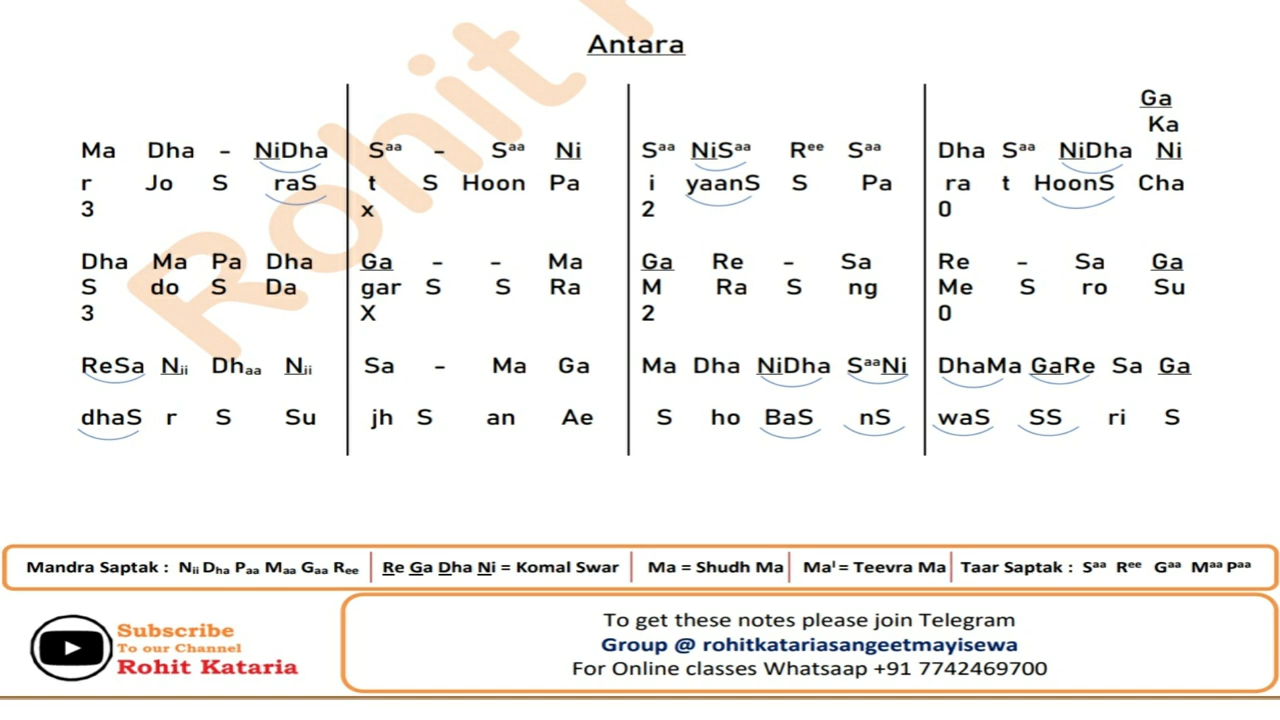 Antara
Ga
Ka
Ma Dha - NiDha Sᵃᵃ - Sᵃᵃ Ni Sᵃᵃ NiSᵃᵃ Rᵉᵉ Sᵃᵃ Dha Sᵃᵃ NiDha Ni
r Jo S raS t S Hoon Pa i yaanS S Pa ra t HoonS Cha
3 x 2 0
Dha Ma Pa Dha Ga - - Ma Ga Re - Sa Re - Sa Ga
S do S Da gar S S Ra M Ra S ng Me S ro Su
3 X 2 0
ReSa Nⱼⱼ Dhₐₐ Nⱼⱼ Sa - Ma Ga Ma Dha NiDha SᵃᵃNi DhaMa GaRe Sa Ga
dhaS r S Su jh S an Ae S ho BaS nS waS SS ri S
Mandra Saptak : Nii Dha Paa Maa Gaa Ree | Re Ga Dha Ni = Komal Swar | Ma = Shudh Ma | Maˡ = Teevra Ma | Taar Saptak : Sᵃᵃ Rᵉᵉ Gᵃᵃ Mᵃᵃ Pᵃᵃ
Subscribe
To our Channel
Rohit Kataria
To get these notes please join Telegram
Group @ rohitkatariasangeetmayisewa
For Online classes Whatsaap +91 7742469700
Rohit